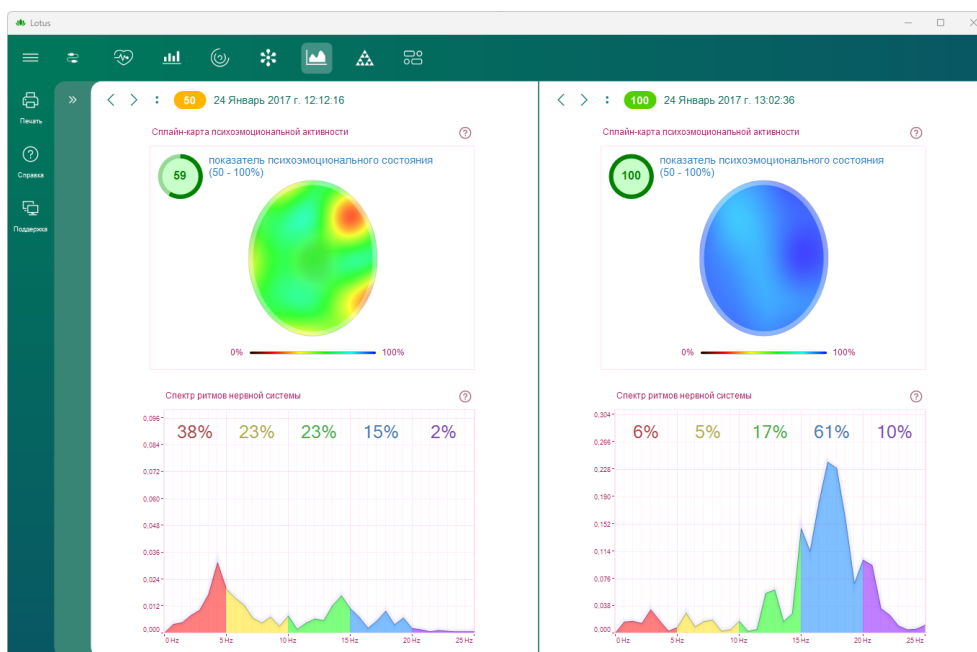 Lotus
Печать
Справка
Поддержка
50 24 Январь 2017 г. 12:12:16
Сплайн-карта психоэмоциональной активности
59
показатель психоэмоционального состояния
(50 - 100%)
0% 100%
Спектр ритмов нервной системы
38% 23% 23% 15% 2%
0,096
0,084
0,072
0,060
0,048
0,036
0,024
0,012
0,000
0 Hz 5 Hz 10 Hz 15 Hz 20 Hz 25 Hz
100 24 Январь 2017 г. 13:02:36
Сплайн-карта психоэмоциональной активности
100
показатель психоэмоционального состояния
(50 - 100%)
0% 100%
Спектр ритмов нервной системы
6% 5% 17% 61% 10%
0,304
0,266
0,228
0,190
0,152
0,114
0,076
0,038
0,000
0 Hz 5 Hz 10 Hz 15 Hz 20 Hz 25 Hz